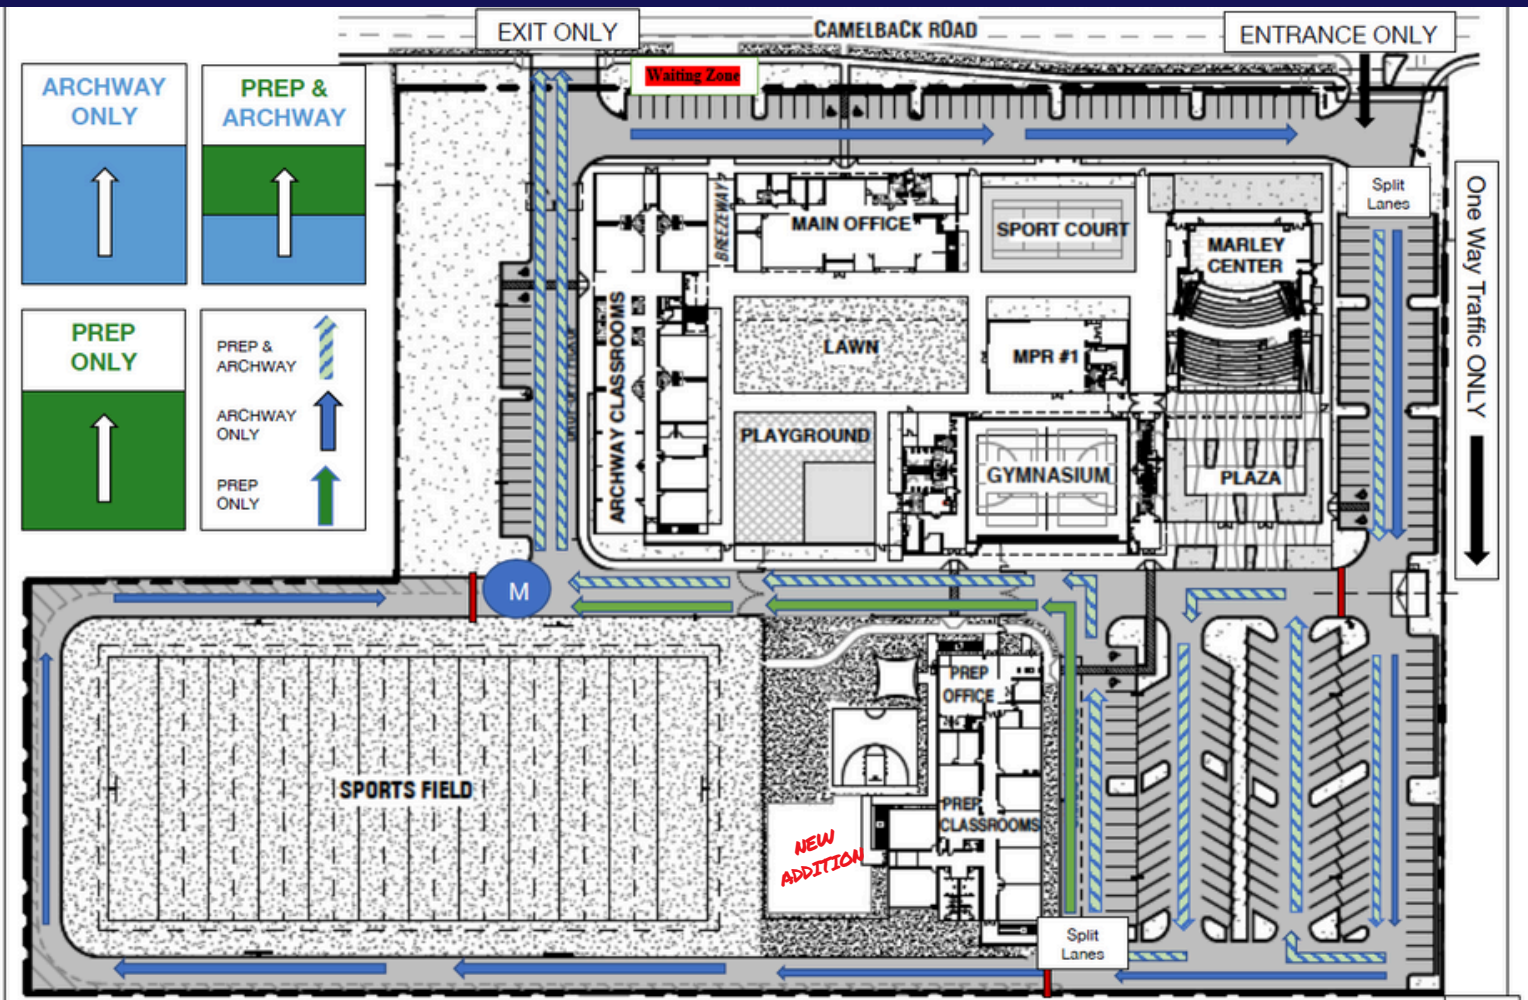 EXIT ONLY
CAMELBACK ROAD
ENTRANCE ONLY
Waiting Zone
ARCHWAY
ONLY
PREP &
ARCHWAY
PREP
ONLY
PREP &
ARCHWAY
ARCHWAY
ONLY
PREP
ONLY
Split
Lanes
One Way Traffic ONLY
BREEZEWAY
MAIN OFFICE
SPORT COURT
MARLEY
CENTER
ARCHWAY CLASSROOMS
LAWN
MPR #1
PLAYGROUND
GYMNASIUM
PLAZA
M
PREP
OFFICE
SPORTS FIELD
PREP
CLASSROOMS
NEW
ADDITION
Split
Lanes